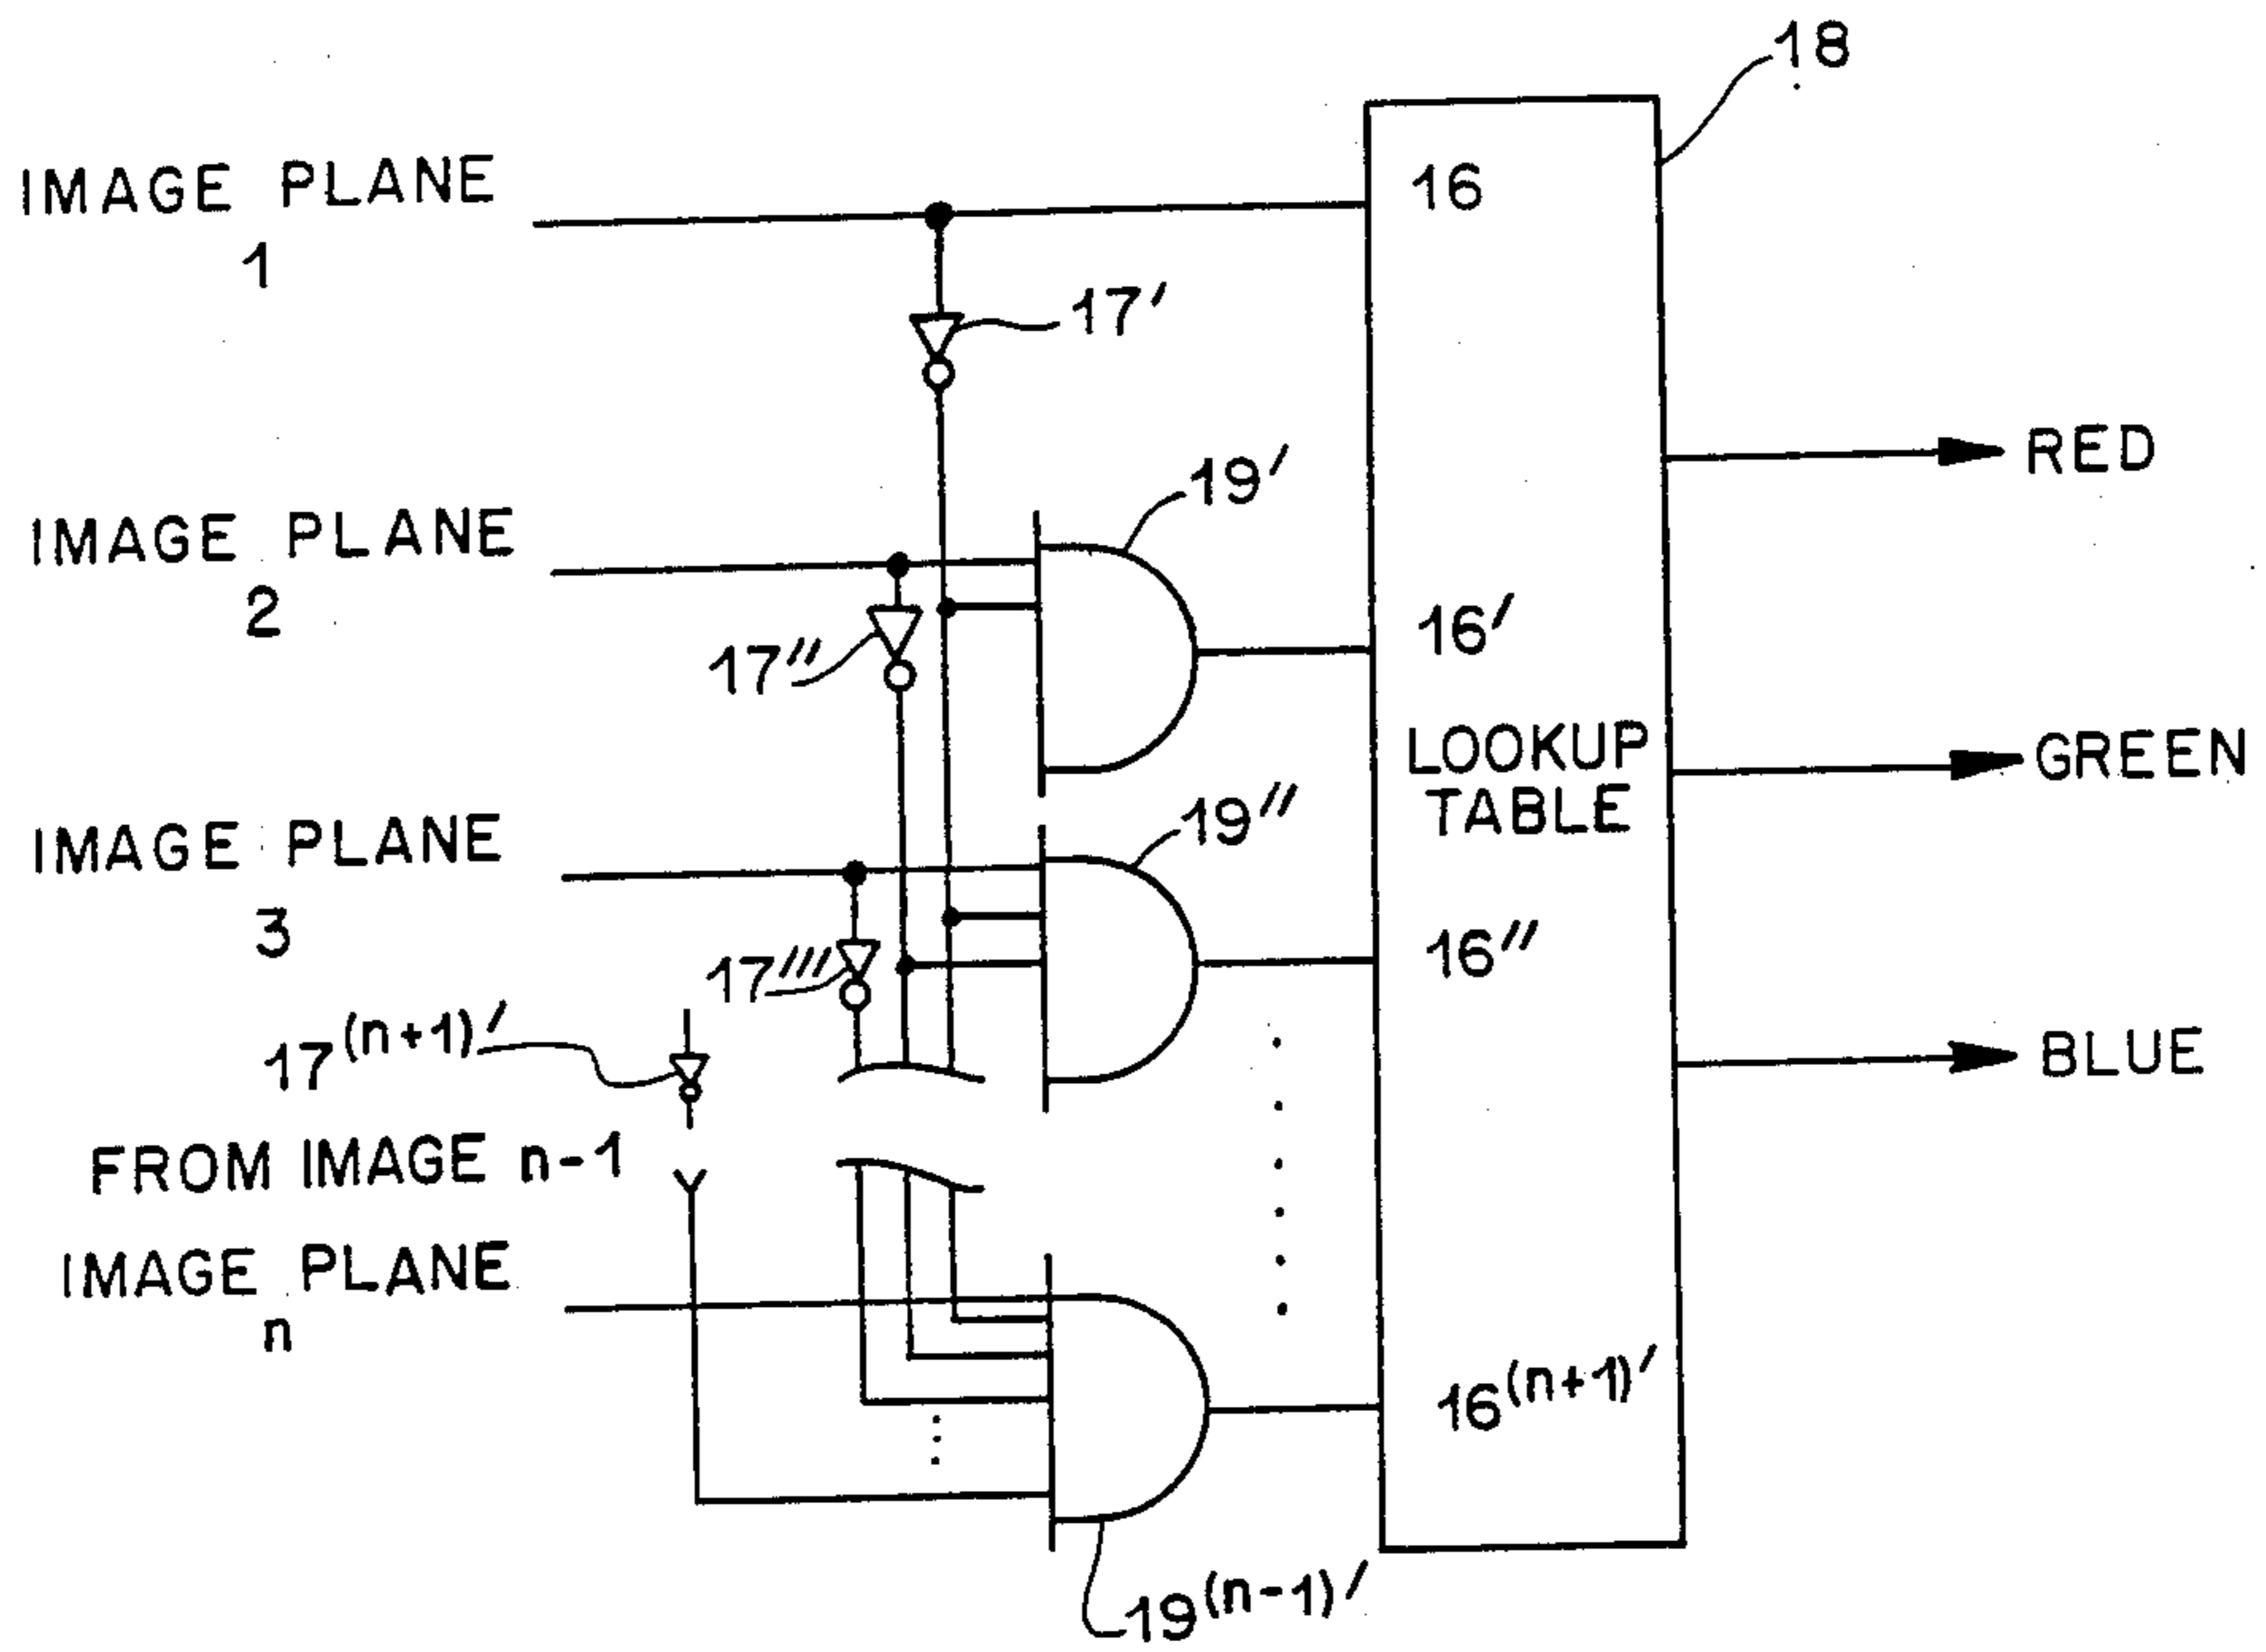 18
IMAGE PLANE
1
16
17′
RED
19′
IMAGE PLANE
2
17″
16′
LOOKUP
TABLE
GREEN
19″
IMAGE PLANE
3
17‴
16″
17(n+1)′
BLUE
FROM IMAGE n-1
IMAGE PLANE
n
16(n+1)′
19(n-1)′